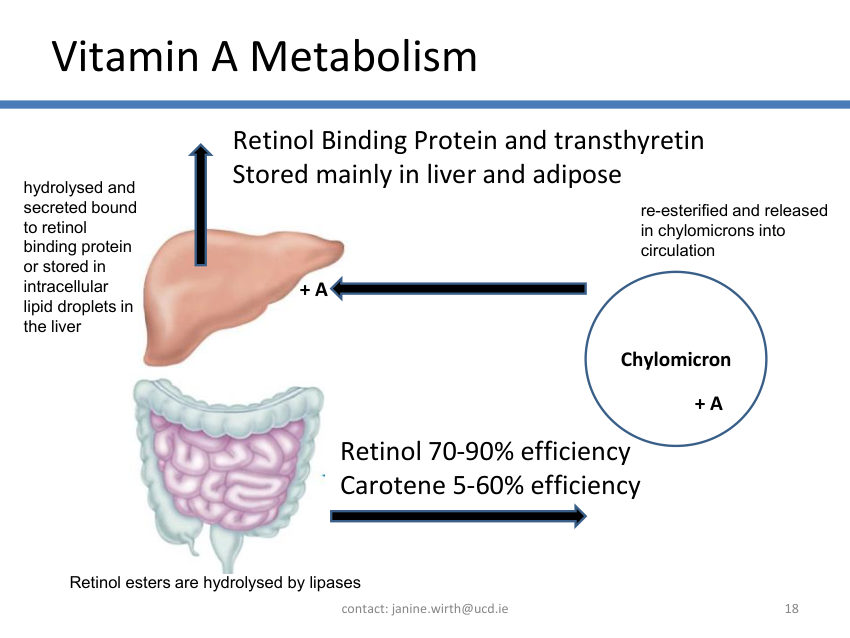 Vitamin A Metabolism
Retinol Binding Protein and transthyretin
Stored mainly in liver and adipose
hydrolysed and
secreted bound
to retinol
binding protein
or stored in
intracellular
lipid droplets in
the liver
re-esterified and released
in chylomicrons into
circulation
+ A
Chylomicron
+ A
Retinol 70-90% efficiency
Carotene 5-60% efficiency
Retinol esters are hydrolysed by lipases
contact: janine.wirth@ucd.ie
18